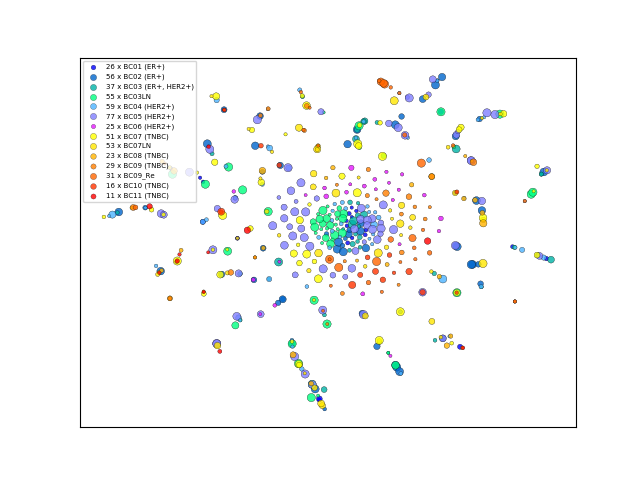 26 x BC01 (ER+)
56 x BC02 (ER+)
37 x BC03 (ER+, HER2+)
55 x BC03LN
59 x BC04 (HER2+)
77 x BC05 (HER2+)
25 x BC06 (HER2+)
51 x BC07 (TNBC)
53 x BC07LN
23 x BC08 (TNBC)
29 x BC09 (TNBC)
31 x BC09_Re
16 x BC10 (TNBC)
11 x BC11 (TNBC)